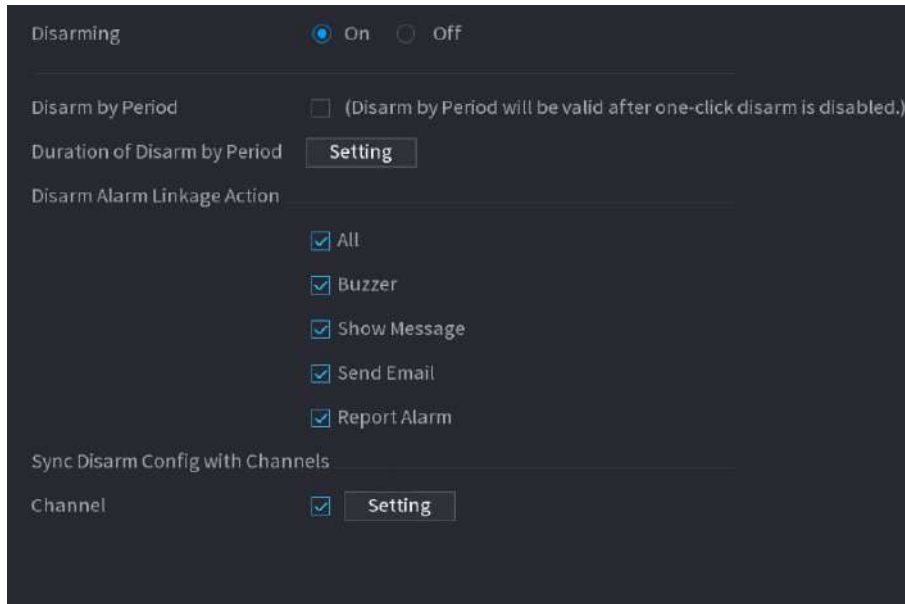 Disarming On Off
Disarm by Period (Disarm by Period will be valid after one-click disarm is disabled.)
Duration of Disarm by Period Setting
Disarm Alarm Linkage Action
All
Buzzer
Show Message
Send Email
Report Alarm
Sync Disarm Config with Channels
Channel Setting